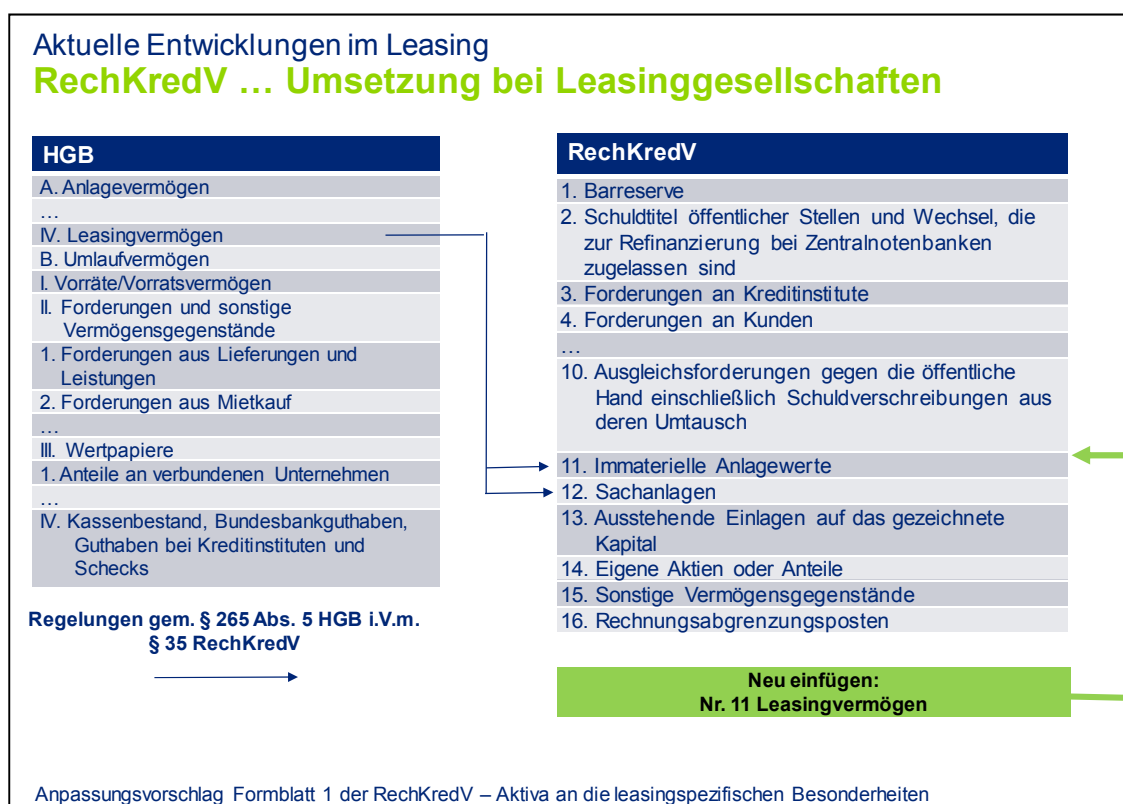 Aktuelle Entwicklungen im Leasing
RechKredV … Umsetzung bei Leasinggesellschaften
HGB
A. Anlagevermögen
…
IV. Leasingvermögen
B. Umlaufvermögen
I. Vorräte/Vorratsvermögen
II. Forderungen und sonstige
Vermögensgegenstände
1. Forderungen aus Lieferungen und
Leistungen
2. Forderungen aus Mietkauf
…
III. Wertpapiere
1. Anteile an verbundenen Unternehmen
…
IV. Kassenbestand, Bundesbankguthaben,
Guthaben bei Kreditinstituten und
Schecks
Regelungen gem. § 265 Abs. 5 HGB i.V.m.
§ 35 RechKredV
RechKredV
1. Barreserve
2. Schuldtitel öffentlicher Stellen und Wechsel, die
zur Refinanzierung bei Zentralnotenbanken
zugelassen sind
3. Forderungen an Kreditinstitute
4. Forderungen an Kunden
…
10. Ausgleichsforderungen gegen die öffentliche
Hand einschließlich Schuldverschreibungen aus
deren Umtausch
11. Immaterielle Anlagewerte
12. Sachanlagen
13. Ausstehende Einlagen auf das gezeichnete
Kapital
14. Eigene Aktien oder Anteile
15. Sonstige Vermögensgegenstände
16. Rechnungsabgrenzungsposten
Neu einfügen:
Nr. 11 Leasingvermögen
Anpassungsvorschlag Formblatt 1 der RechKredV – Aktiva an die leasingspezifischen Besonderheiten